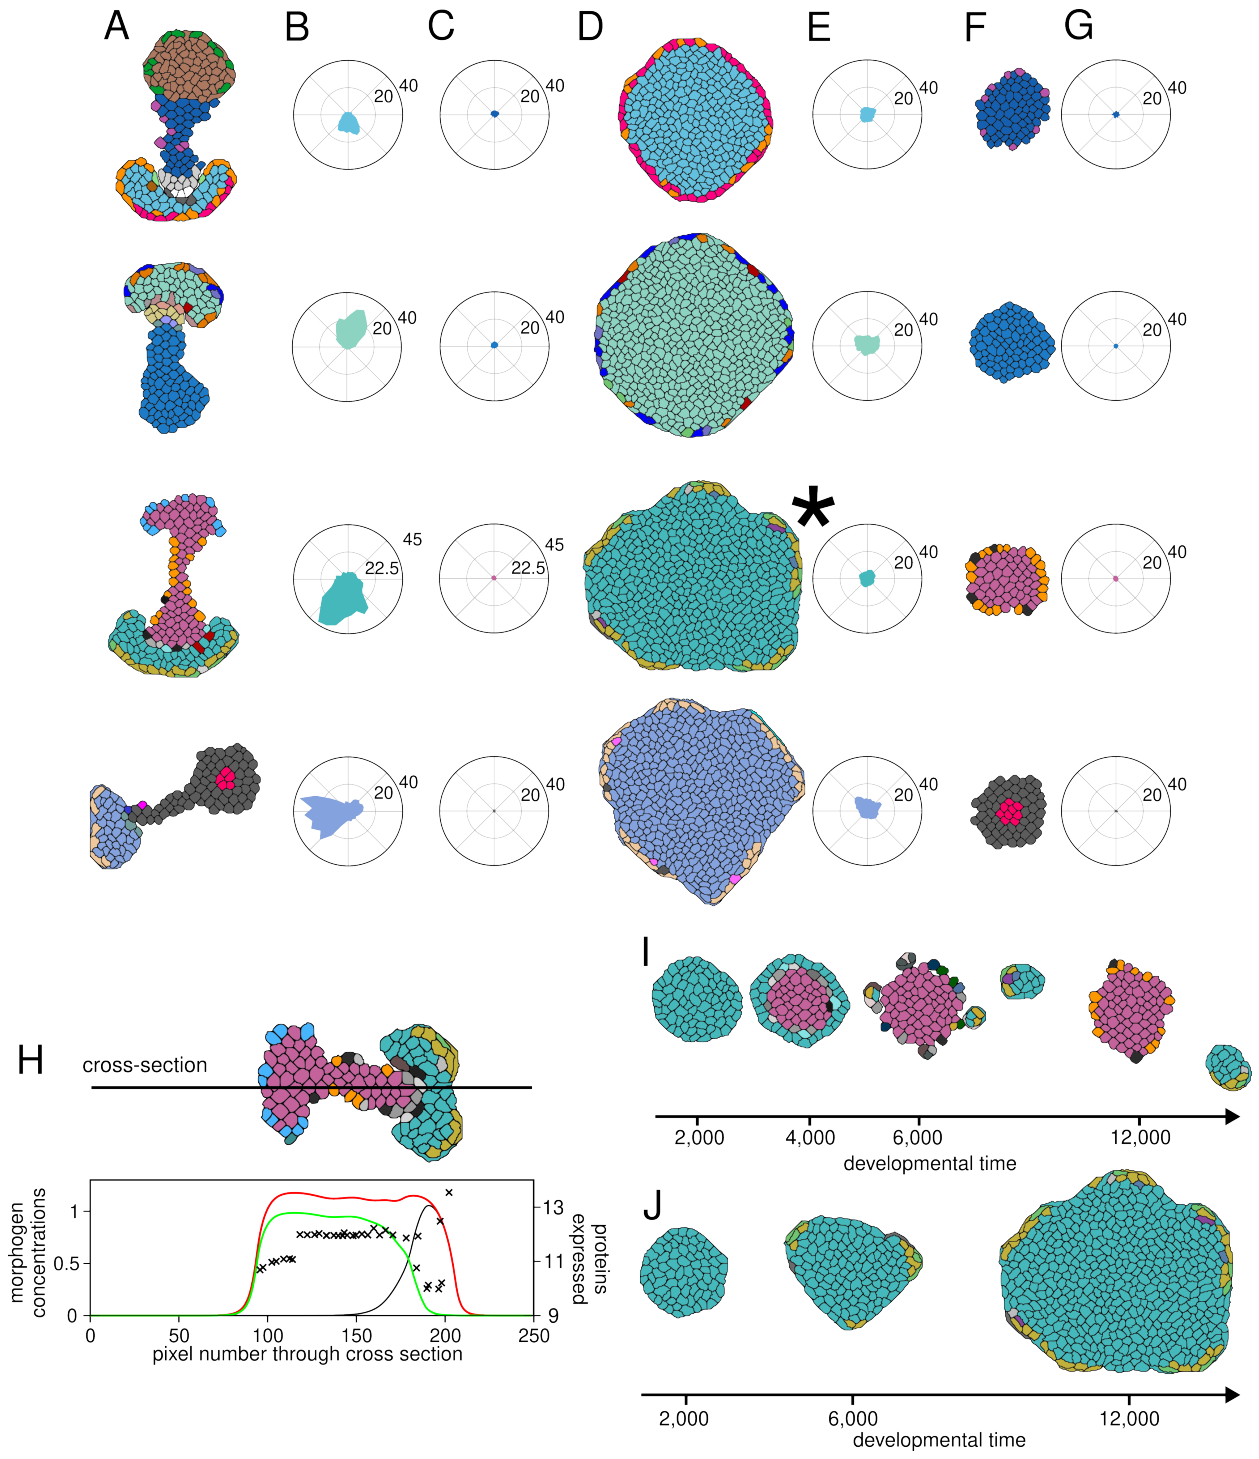 A B C D E F G
20 40 20 40 20 40 20 40
20 40 20 40 20 40 20 40
22.5 45 22.5 45 * 20 40 20 40
20 40 20 40 20 40 20 40
H
cross-section
morphogen
concentrations
1
0.5
0
13
11
9
proteins
expressed
0 50 100 150 200 250
pixel number through cross section
I
2,000 4,000 6,000 12,000
developmental time
J
2,000 6,000 12,000
developmental time